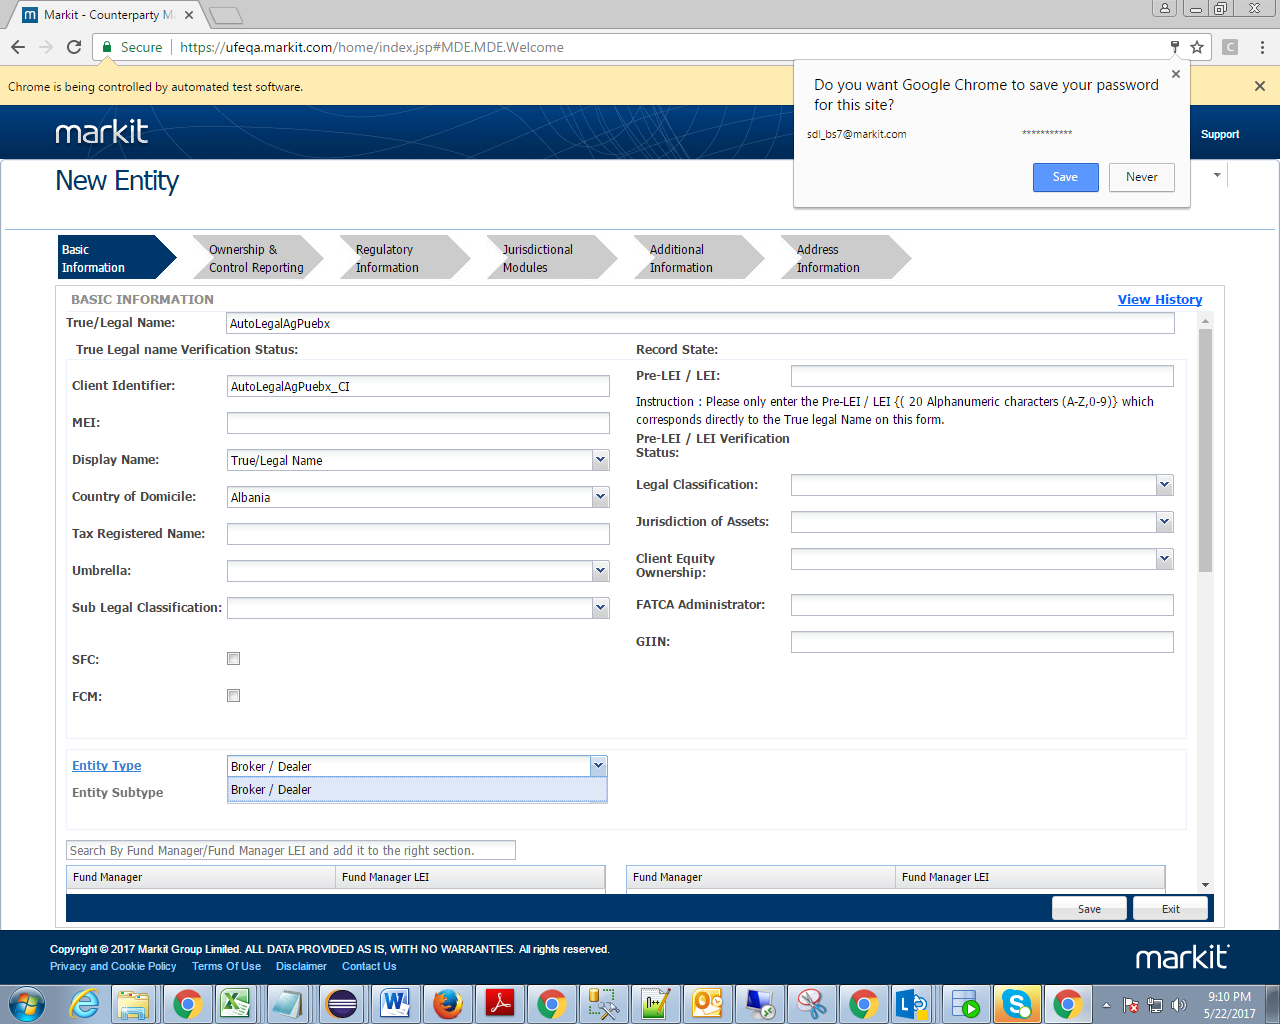 Markit - Counterparty M
Secure https://ufeqa.markit.com/home/index.jsp#MDE.MDE.Welcome
Chrome is being controlled by automated test software.
Do you want Google Chrome to save your password
for this site?
sdl_bs7@markit.com ***********
Save Never
markit
Support
New Entity
Basic
Information
Ownership &
Control Reporting
Regulatory
Information
Jurisdictional
Modules
Additional
Information
Address
Information
BASIC INFORMATION
View History
True/Legal Name: AutoLegalAgPuebx
True Legal name Verification Status:
Record State:
Client Identifier: AutoLegalAgPuebx_CI
Pre-LEI / LEI:
Instruction : Please only enter the Pre-LEI / LEI {( 20 Alphanumeric characters (A-Z,0-9)} which
corresponds directly to the True legal Name on this form.
MEI:
Pre-LEI / LEI Verification
Status:
Display Name: True/Legal Name
Legal Classification:
Country of Domicile: Albania
Jurisdiction of Assets:
Tax Registered Name:
Client Equity
Ownership:
Umbrella:
FATCA Administrator:
Sub Legal Classification:
GIIN:
SFC:
FCM:
Entity Type Broker / Dealer
Broker / Dealer
Entity Subtype
Search By Fund Manager/Fund Manager LEI and add it to the right section.
Fund Manager Fund Manager LEI Fund Manager Fund Manager LEI
Save Exit
Copyright © 2017 Markit Group Limited. ALL DATA PROVIDED AS IS, WITH NO WARRANTIES. All rights reserved.
Privacy and Cookie Policy Terms Of Use Disclaimer Contact Us
markit
9:10 PM
5/22/2017